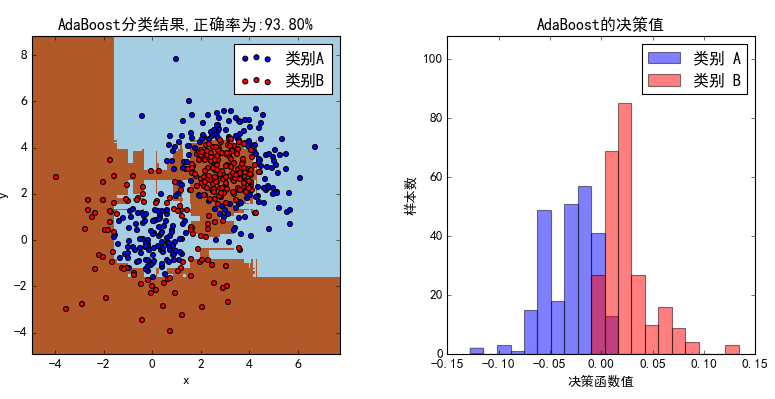 AdaBoost分类结果,正确率为:93.80%
类别A
类别B
8
6
4
2
0
−2
−4
y
−4
−2
0
2
4
6
x
AdaBoost的决策值
类别 A
类别 B
100
80
60
40
20
0
样本数
−0.15
−0.10
−0.05
0.00
0.05
0.10
0.15
决策函数值